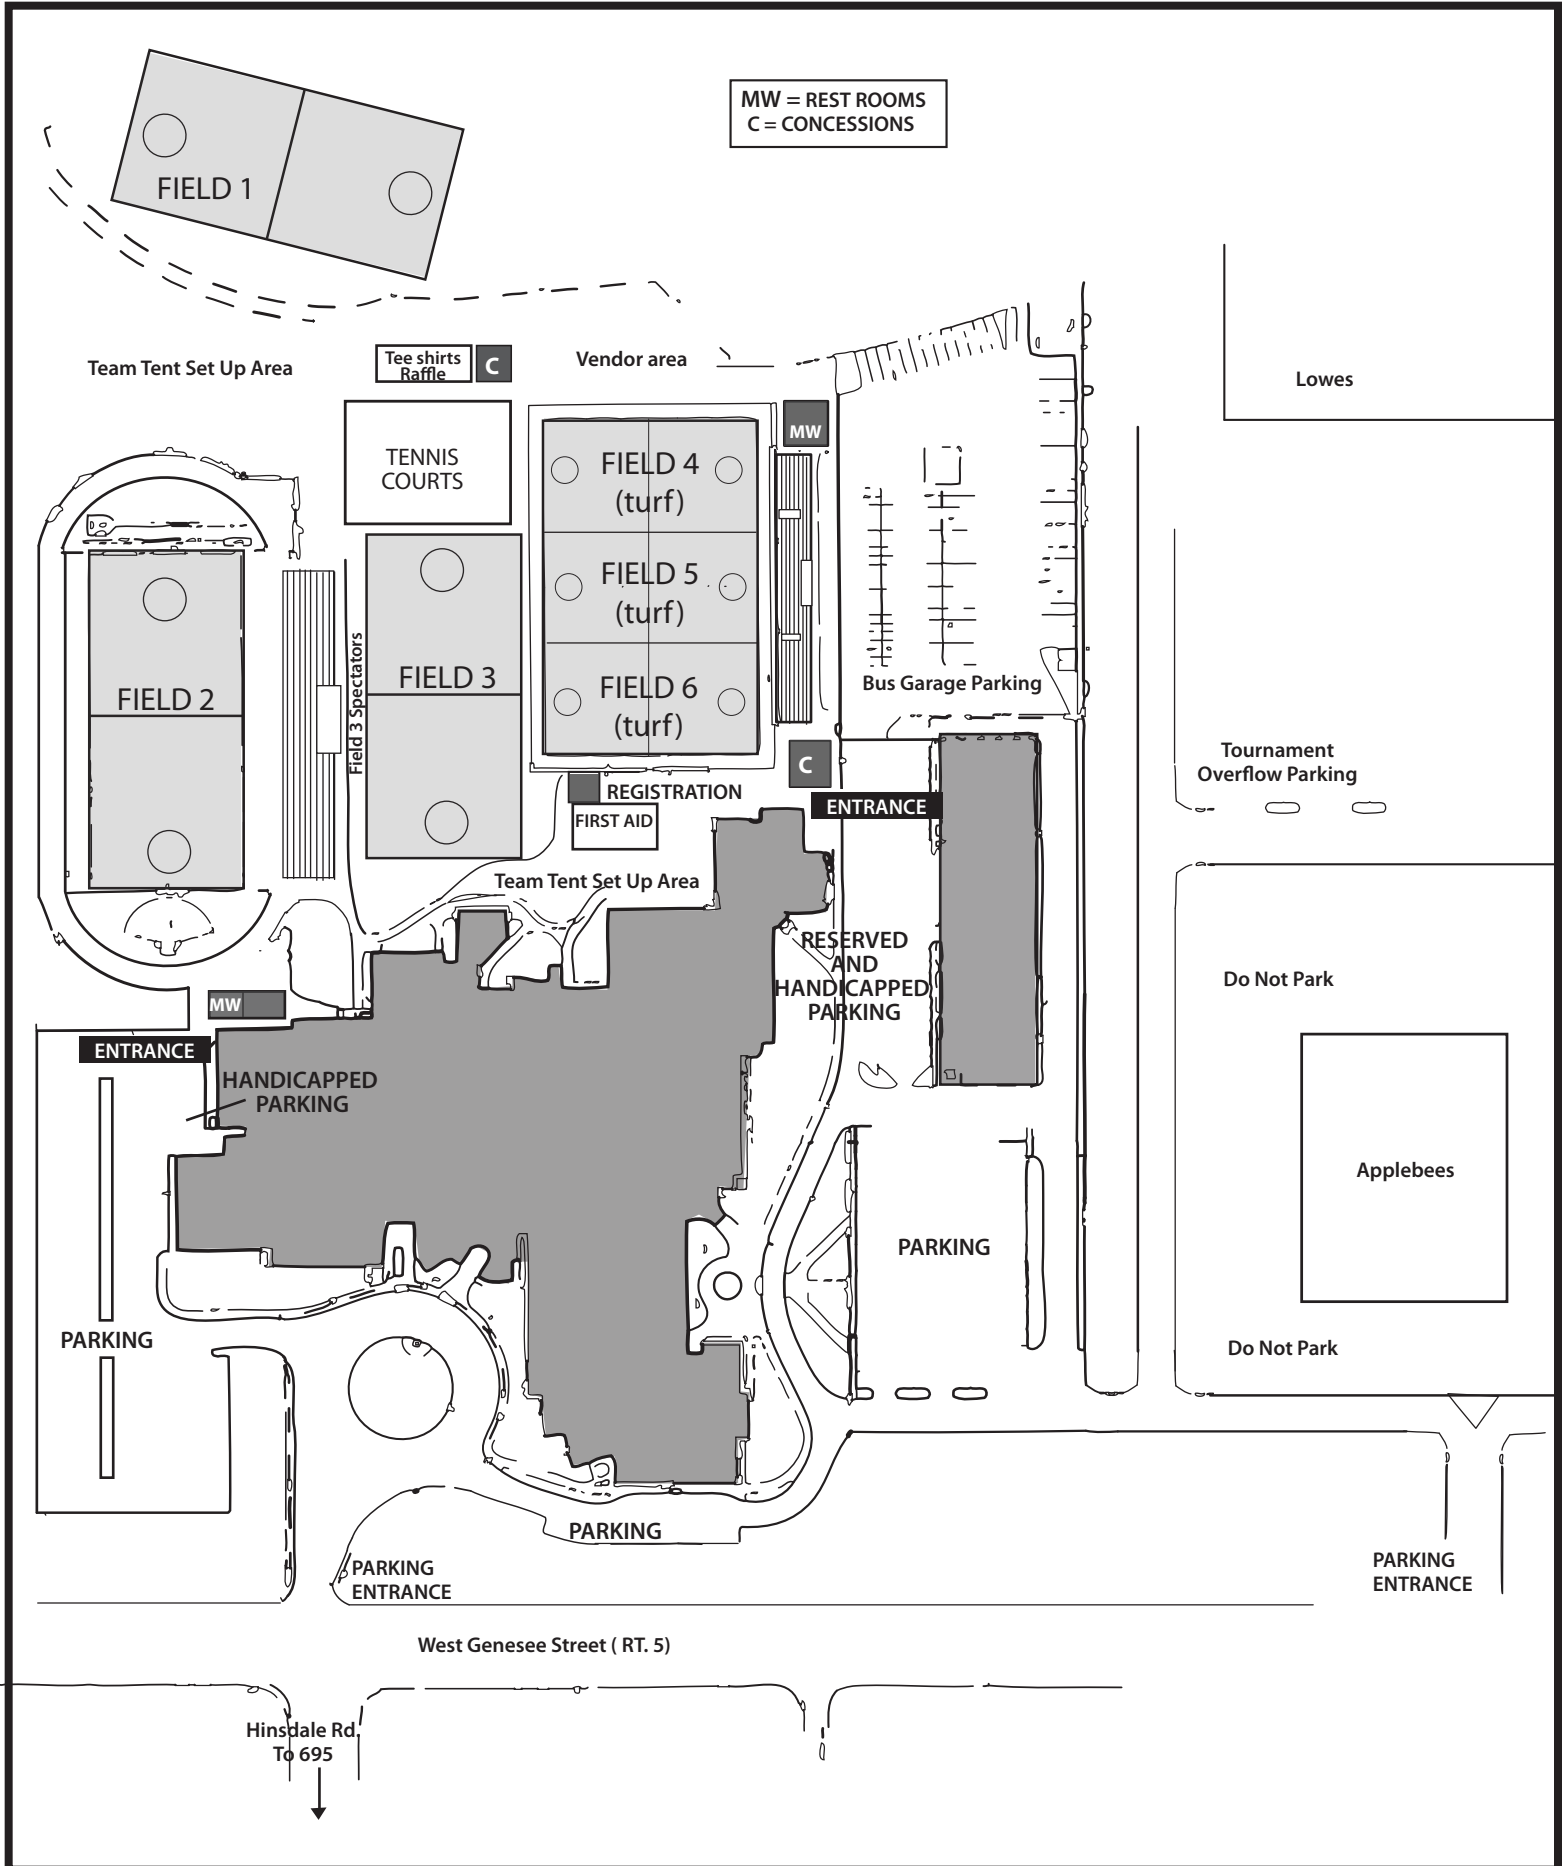 MW = REST ROOMS
C = CONCESSIONS
FIELD 1
Team Tent Set Up Area
Tee shirts
Raffle
C
Vendor area
Lowes
MW
TENNIS
COURTS
FIELD 4
(turf)
FIELD 5
(turf)
FIELD 6
(turf)
FIELD 2
Field 3 Spectators
FIELD 3
Bus Garage Parking
Tournament
Overflow Parking
C
REGISTRATION
ENTRANCE
FIRST AID
Team Tent Set Up Area
RESERVED
AND
HANDICAPPED
PARKING
Do Not Park
MW
ENTRANCE
HANDICAPPED
PARKING
Applebees
PARKING
PARKING
Do Not Park
PARKING
PARKING
ENTRANCE
PARKING
ENTRANCE
West Genesee Street ( RT. 5)
Hinsdale Rd.
To 695